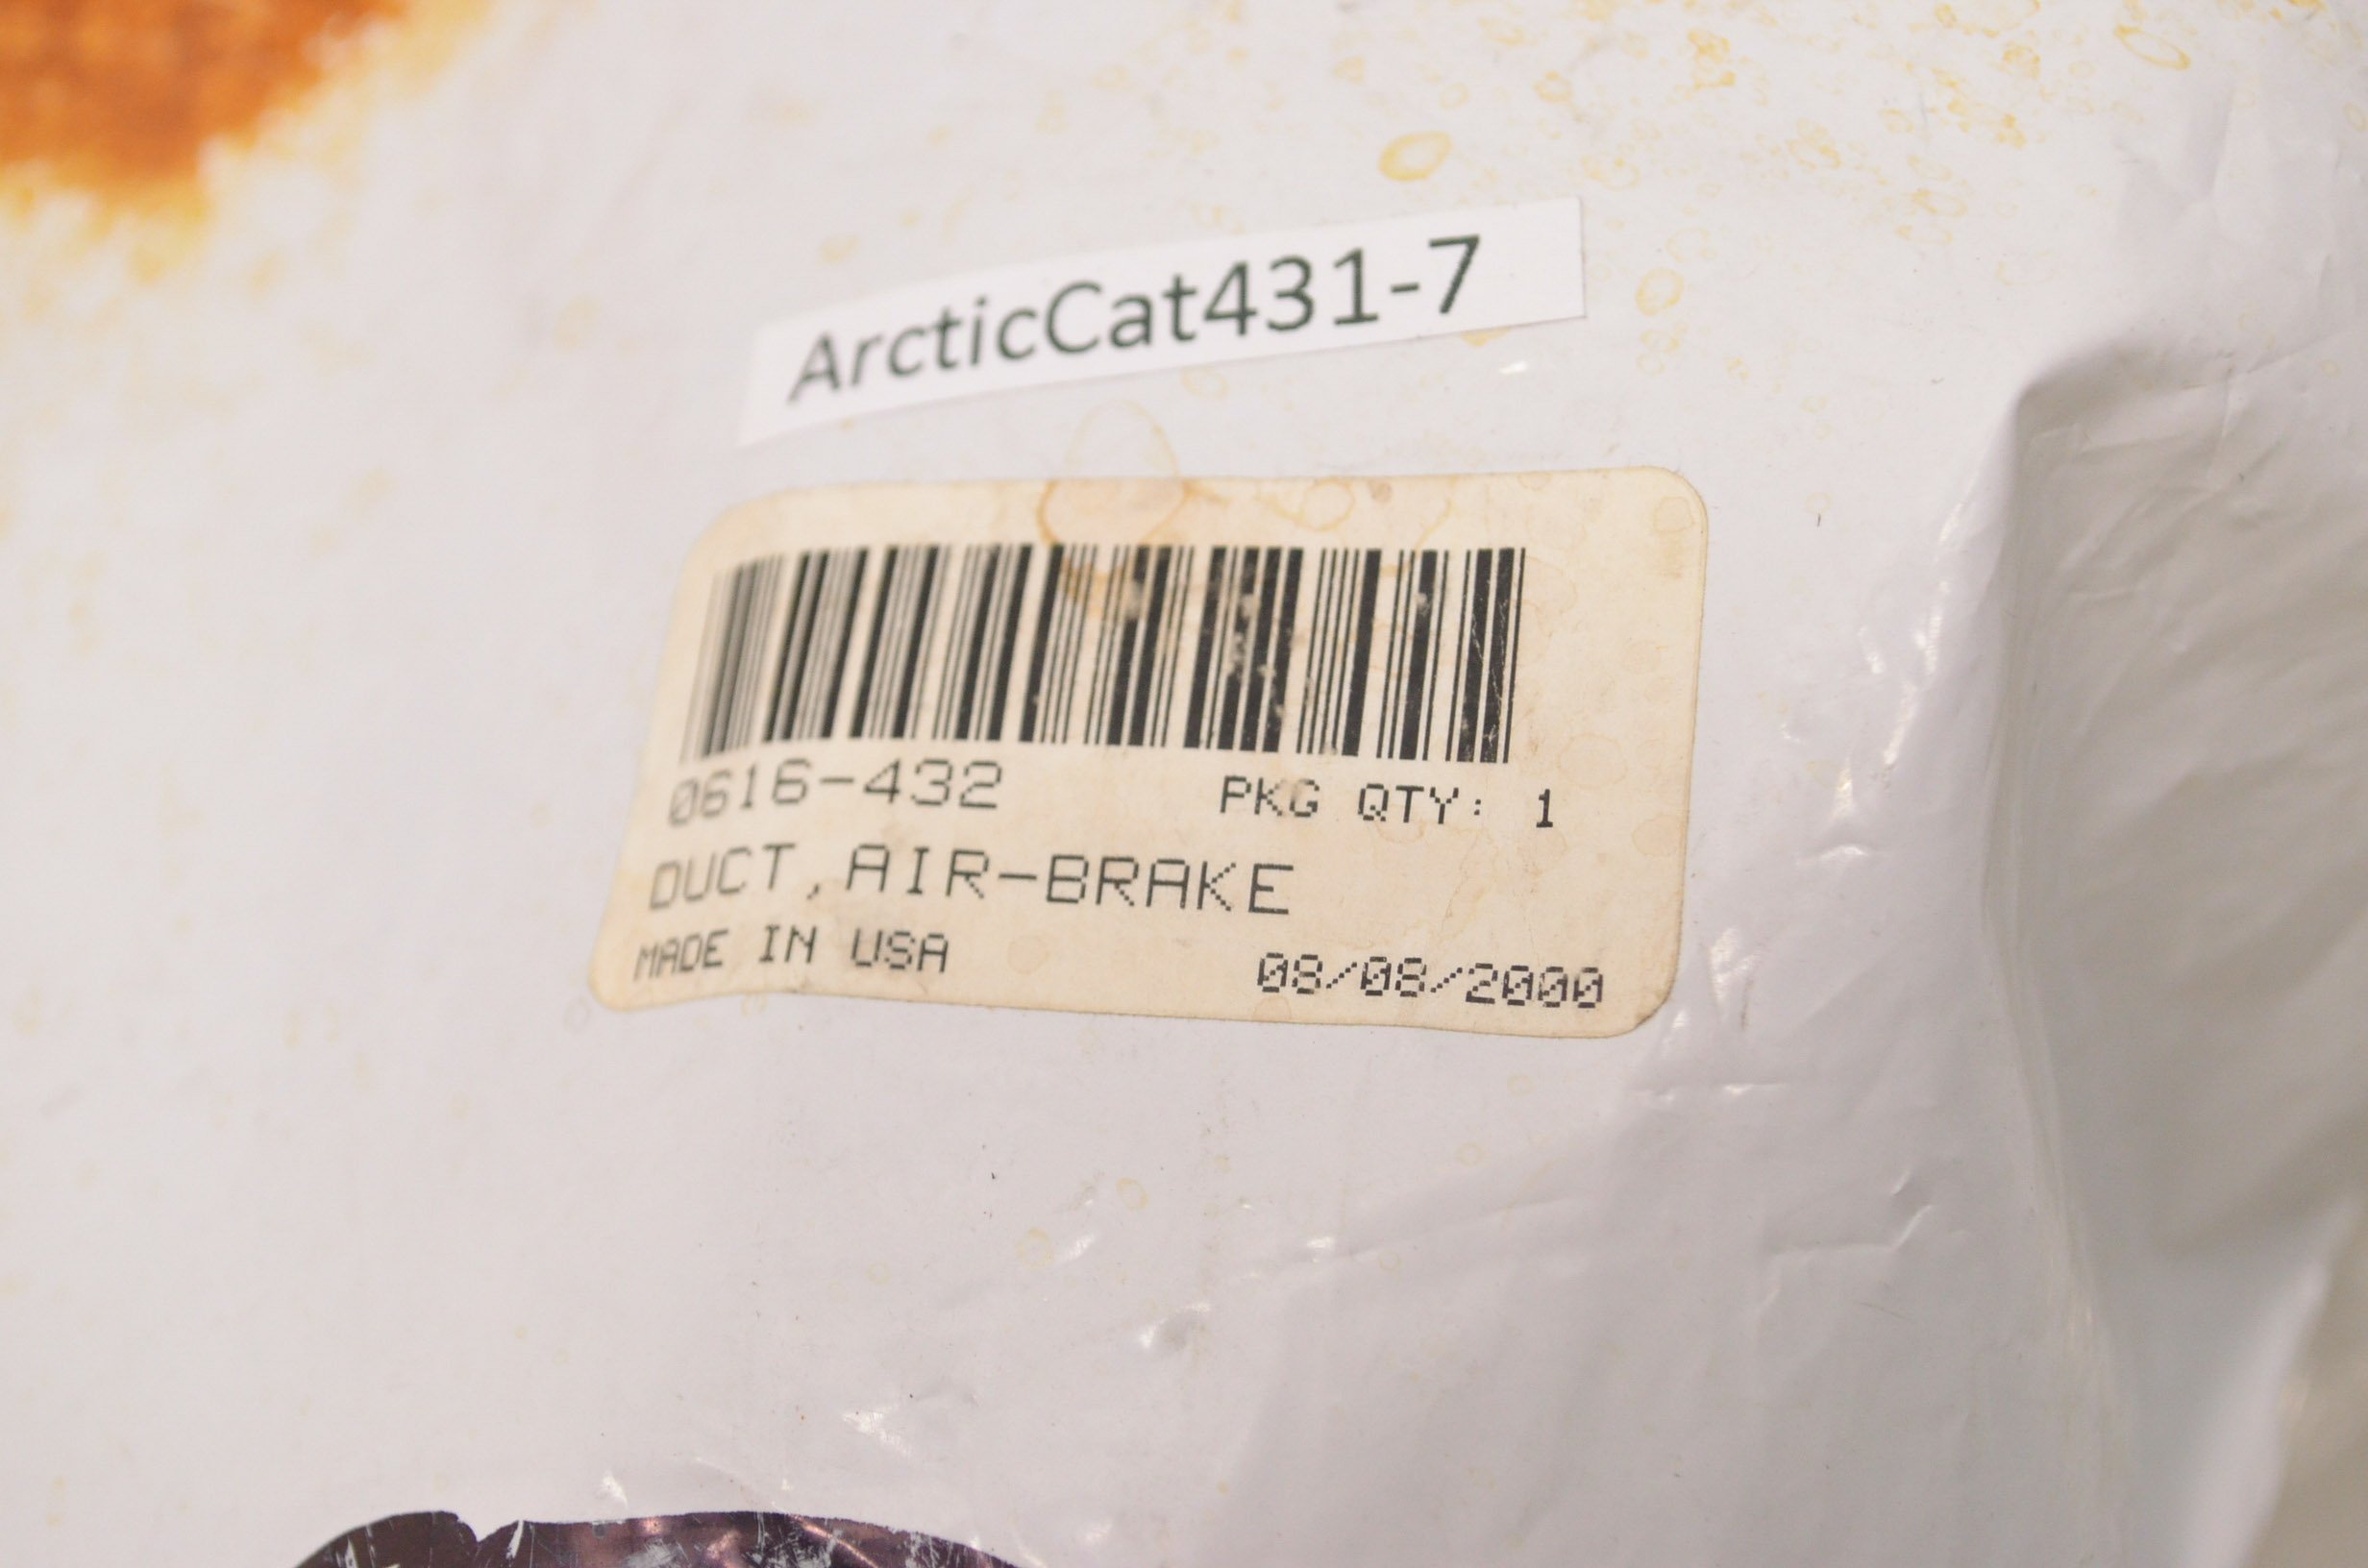 ArcticCat431-7
0616-432 PKG QTY: 1
DUCT,AIR-BRAKE
MADE IN USA 08/08/2000